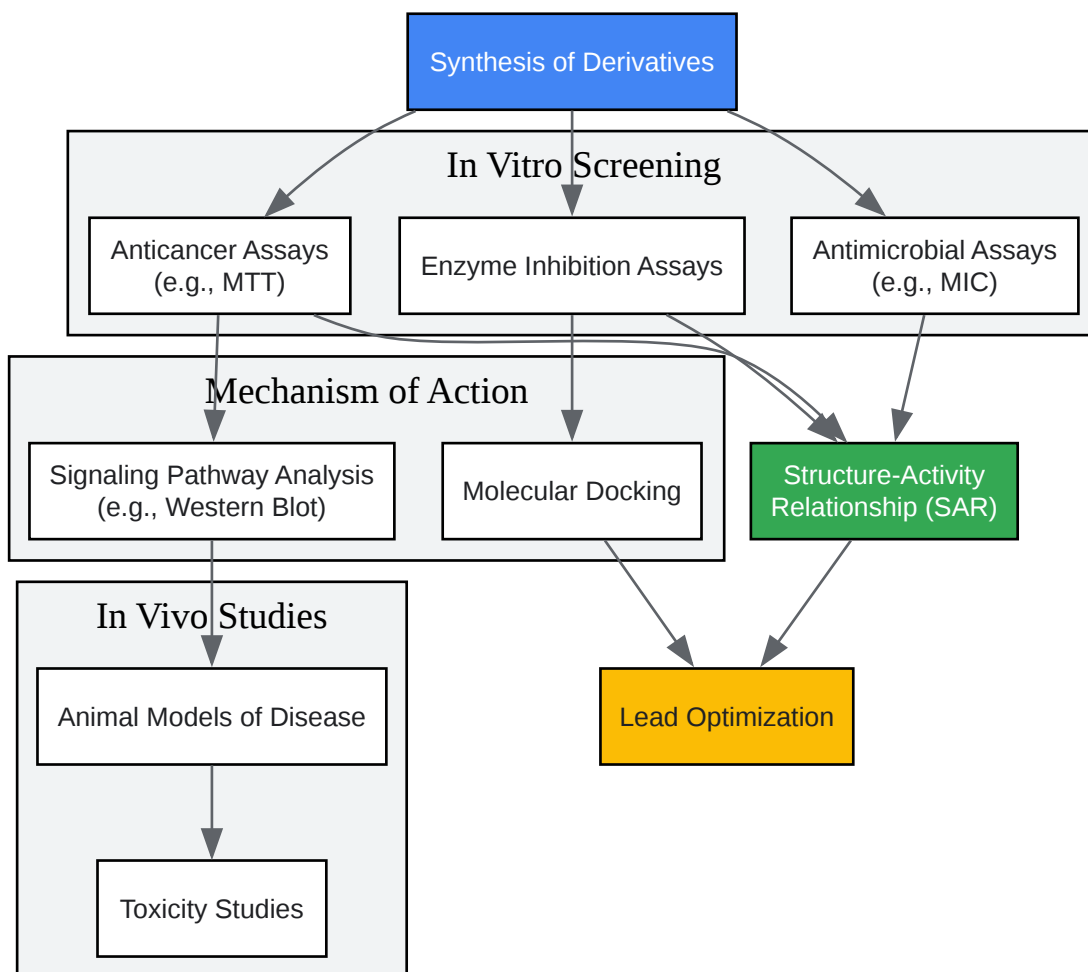 Synthesis of Derivatives
In Vitro Screening
Anticancer Assays
(e.g., MTT)
Enzyme Inhibition Assays
Antimicrobial Assays
(e.g., MIC)
Mechanism of Action
Signaling Pathway Analysis
(e.g., Western Blot)
Molecular Docking
Structure-Activity
Relationship (SAR)
In Vivo Studies
Animal Models of Disease
Lead Optimization
Toxicity Studies